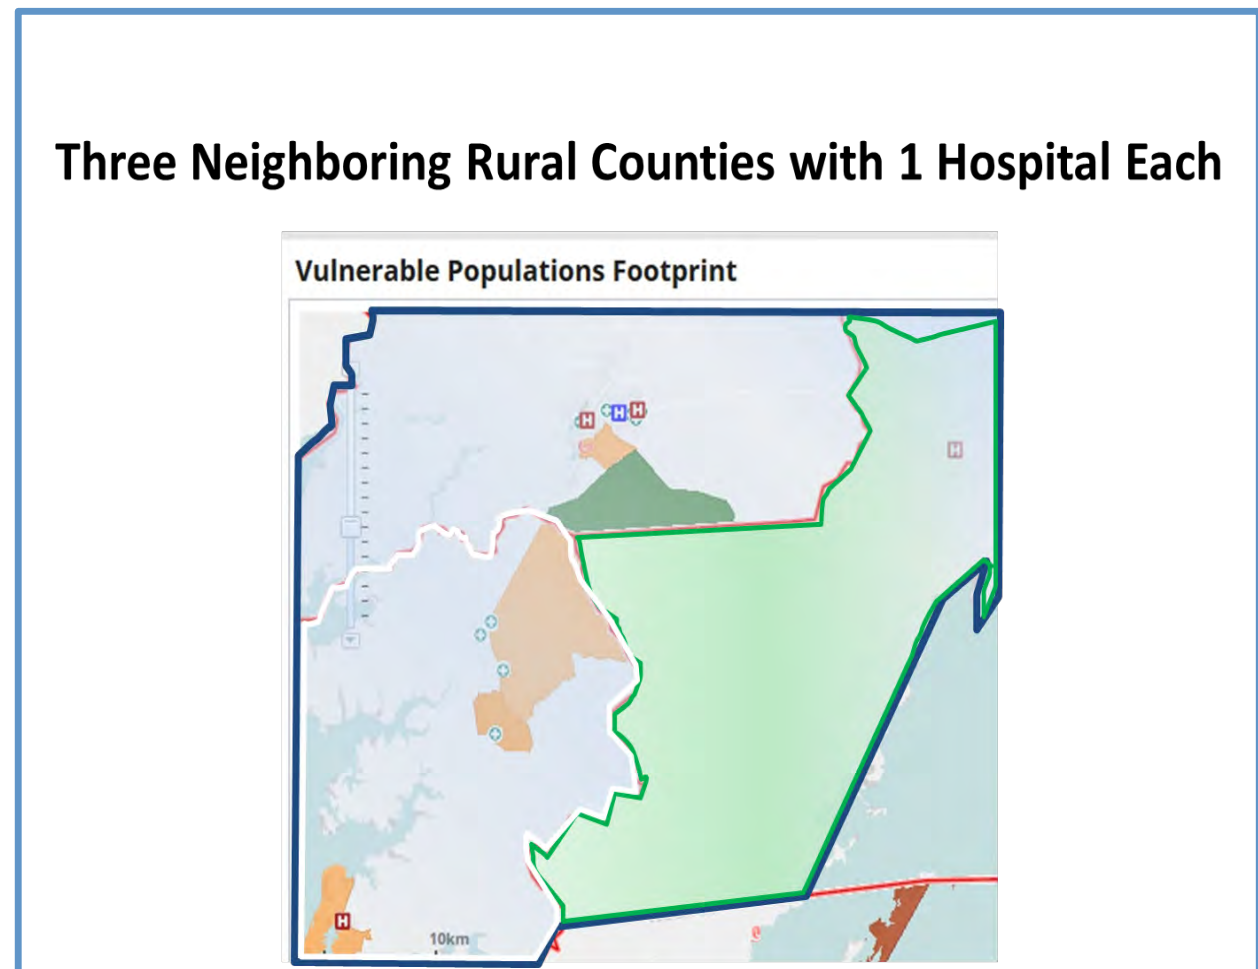 Three Neighboring Rural Counties with 1 Hospital Each
Vulnerable Populations Footprint
H
H
H
H
H
10km